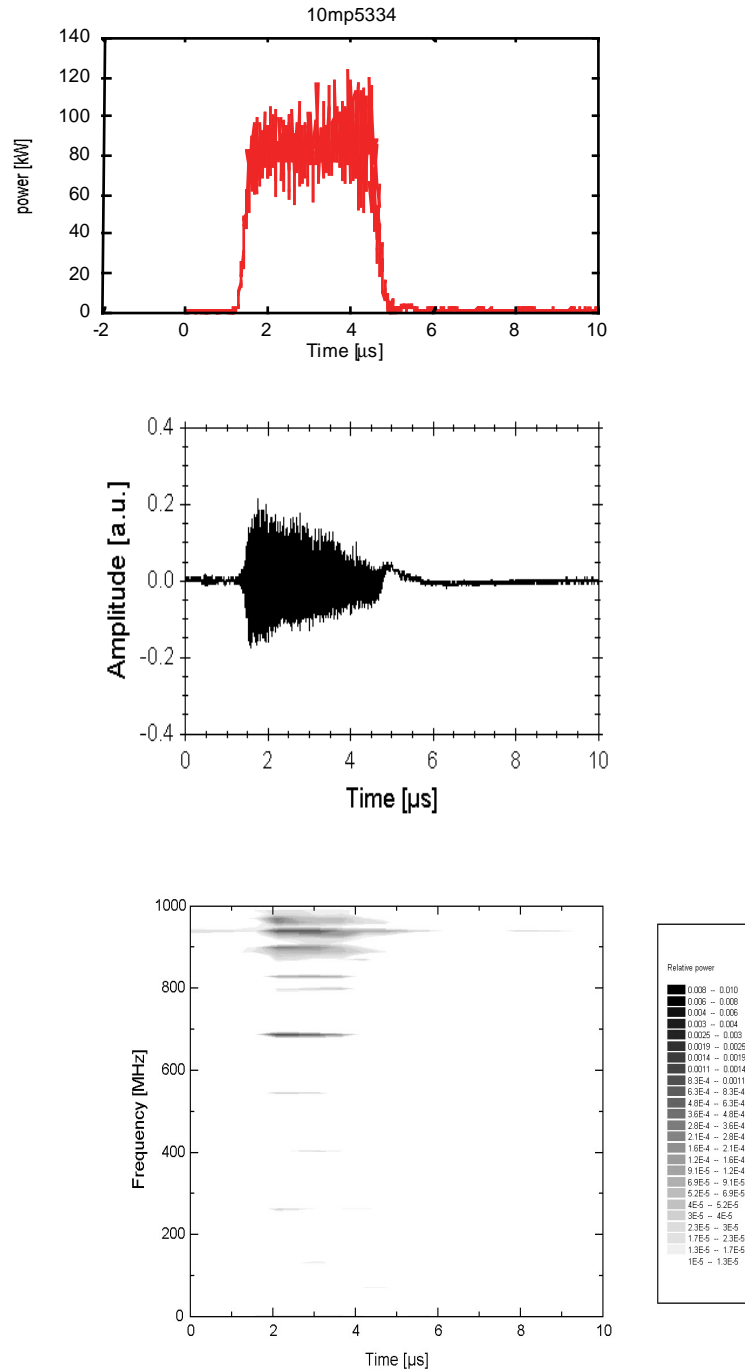 10mp5334
140
120
100
80
60
40
20
0
power [kW]
-2 0 2 4 6 8 10
Time [µs]
0.4
0.2
0.0
-0.2
-0.4
Amplitude [a.u.]
0 2 4 6 8 10
Time [µs]
1000
800
600
400
200
0
Frequency [MHz]
0 2 4 6 8 10
Time [µs]
Relative power
0.008 -- 0.010
0.006 -- 0.008
0.004 -- 0.006
0.003 -- 0.004
0.0025 -- 0.003
0.0019 -- 0.0025
0.0014 -- 0.0019
0.0011 -- 0.0014
8.3E-4 -- 0.0011
6.3E-4 -- 8.3E-4
4.8E-4 -- 6.3E-4
3.6E-4 -- 4.8E-4
2.8E-4 -- 3.6E-4
2.1E-4 -- 2.8E-4
1.6E-4 -- 2.1E-4
1.2E-4 -- 1.6E-4
9.1E-5 -- 1.2E-4
6.9E-5 -- 9.1E-5
5.2E-5 -- 6.9E-5
4E-5 -- 5.2E-5
3E-5 -- 4E-5
2.3E-5 -- 3E-5
1.7E-5 -- 2.3E-5
1.3E-5 -- 1.7E-5
1E-5 -- 1.3E-5